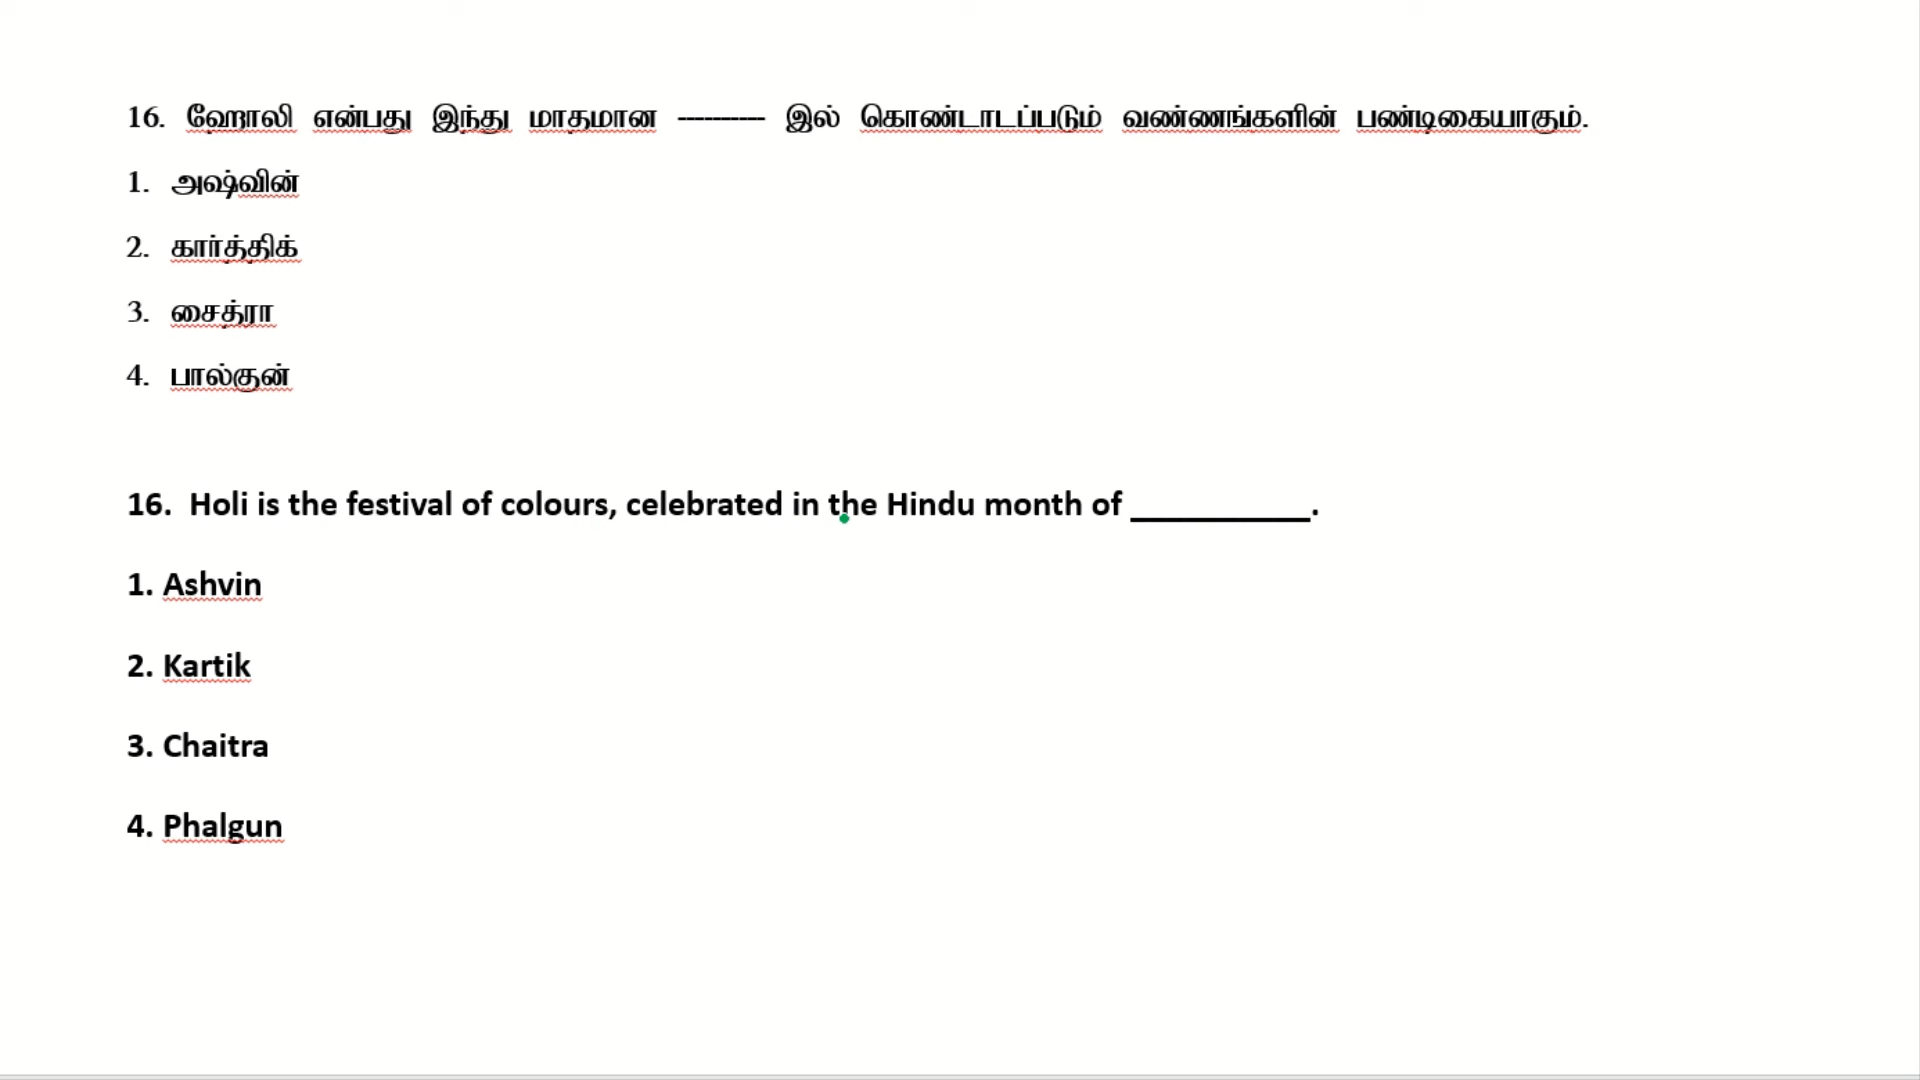 16. ஹோலி என்பது இந்து மாதமான ---------- இல் கொண்டாடப்படும் வண்ணங்களின் பண்டிகையாகும்.
1. அஷ்வின்
2. கார்த்திக்
3. சைத்ரா
4. பால்குன்
16. Holi is the festival of colours, celebrated in the Hindu month of ___________.
1. Ashvin
2. Kartik
3. Chaitra
4. Phalgun